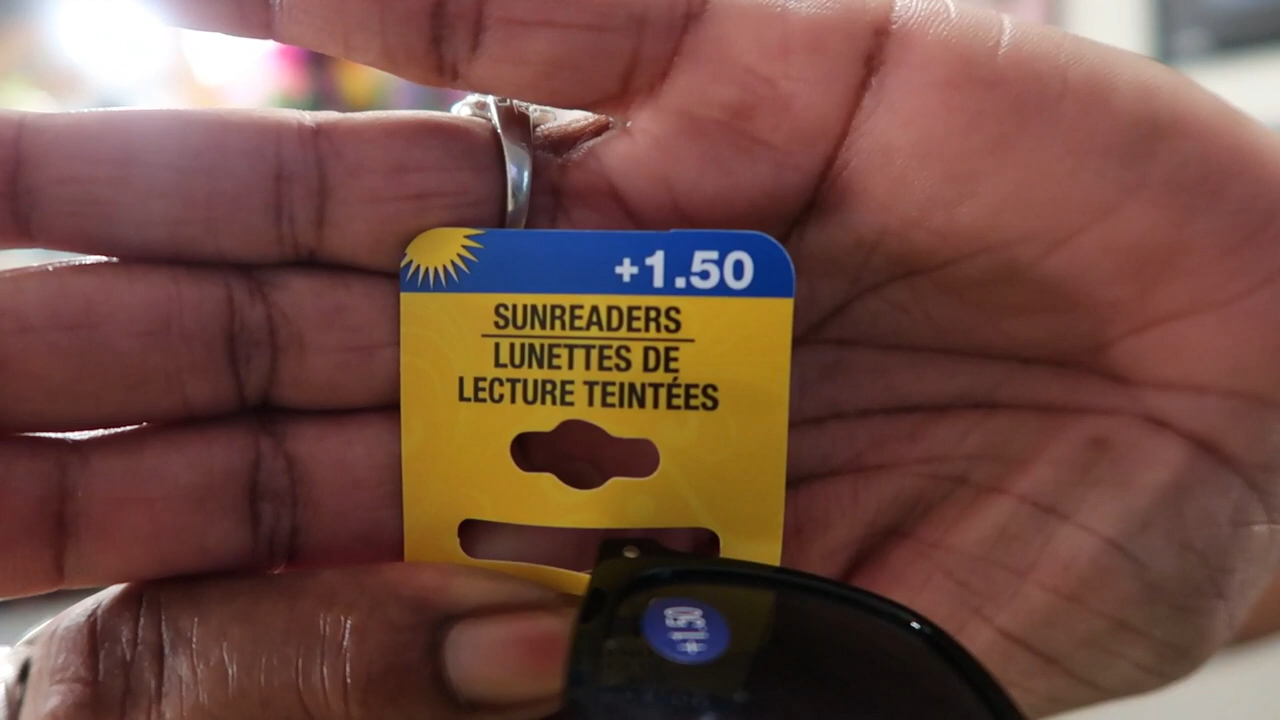 +1.50
SUNREADERS
LUNETTES DE
LECTURE TEINTÉES
+1.50